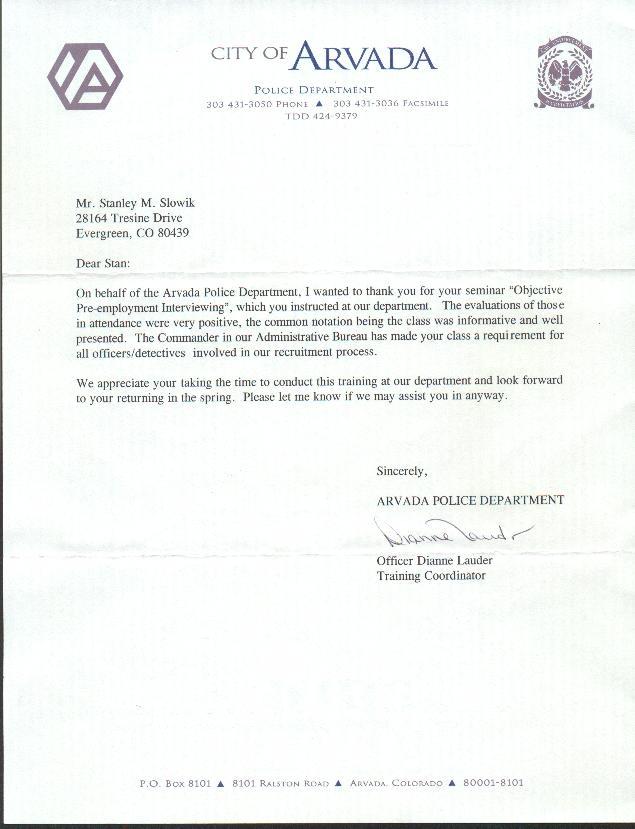 CITY OF ARVADA
POLICE DEPARTMENT
303 431-3050 PHONE ▲ 303 431-3036 FACSIMILE
TDD 424-9379
ACCREDITATION
Mr. Stanley M. Slowik
28164 Tresine Drive
Evergreen, CO 80439
Dear Stan:
On behalf of the Arvada Police Department, I wanted to thank you for your seminar "Objective
Pre-employment Interviewing", which you instructed at our department. The evaluations of those
in attendance were very positive, the common notation being the class was informative and well
presented. The Commander in our Administrative Bureau has made your class a requirement for
all officers/detectives involved in our recruitment process.
We appreciate your taking the time to conduct this training at our department and look forward
to your returning in the spring. Please let me know if we may assist you in anyway.
Sincerely,
ARVADA POLICE DEPARTMENT
Dianne Lauder
Officer Dianne Lauder
Training Coordinator
P.O. BOX 8101 ▲ 8101 RALSTON ROAD ▲ ARVADA, COLORADO ▲ 80001-8101